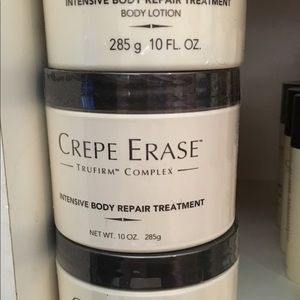 INTENSIVE BODY REPAIR TREATMENT
BODY LOTION
285 g 10 FL. OZ.
CREPE ERASE™
TRUFIRM™ COMPLEX
INTENSIVE BODY REPAIR TREATMENT
NET WT. 10 OZ. 285g